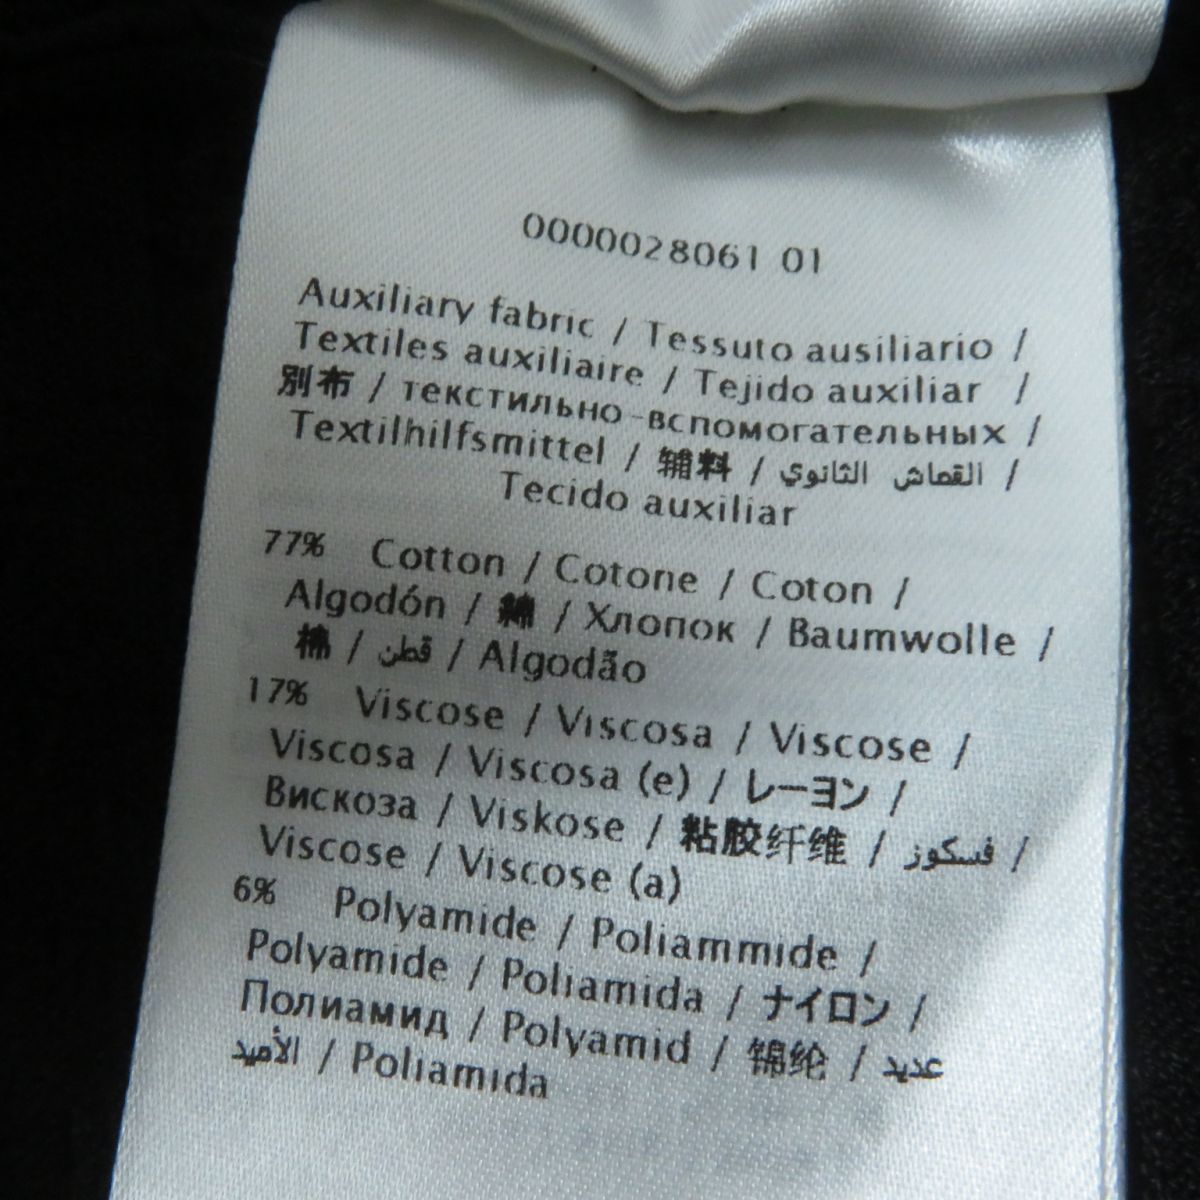 0000028061 01
Auxiliary fabric / Tessuto ausiliario /
Textiles auxiliaire / Tejido auxiliar /
別布 / текстильно-вспомогательных /
Textilhilfsmittel / 辅料 / القماش الثانوي /
Tecido auxiliar
77% Cotton / Cotone / Coton /
Algodón / 綿 / Хлопок / Baumwolle /
棉 / قطن / Algodão
17% Viscose / Viscosa / Viscose /
Viscosa / Viscosa (e) / レーヨン /
Вискоза / Viskose / 粘胶纤维 / فسكوز /
Viscose / Viscose (a)
6% Polyamide / Poliammide /
Polyamide / Poliamida / ナイロン /
Полиамид / Polyamid / 锦纶 / عديد
الأميد / Poliamida